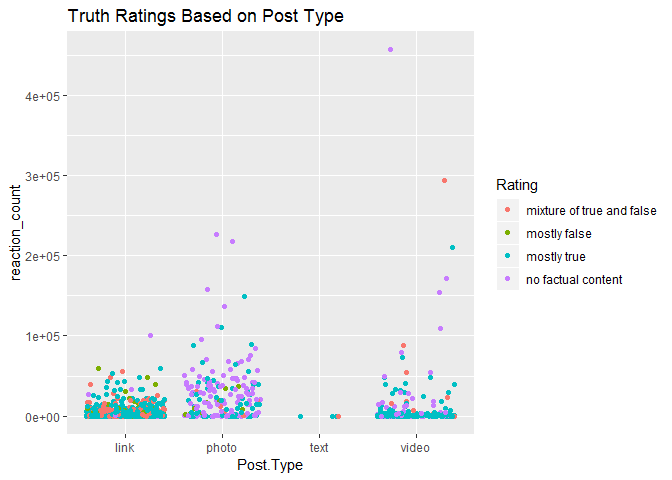 Truth Ratings Based on Post Type
4e+05
3e+05
2e+05
1e+05
0e+00
reaction_count
link photo text video
Post.Type
Rating
mixture of true and false
mostly false
mostly true
no factual content